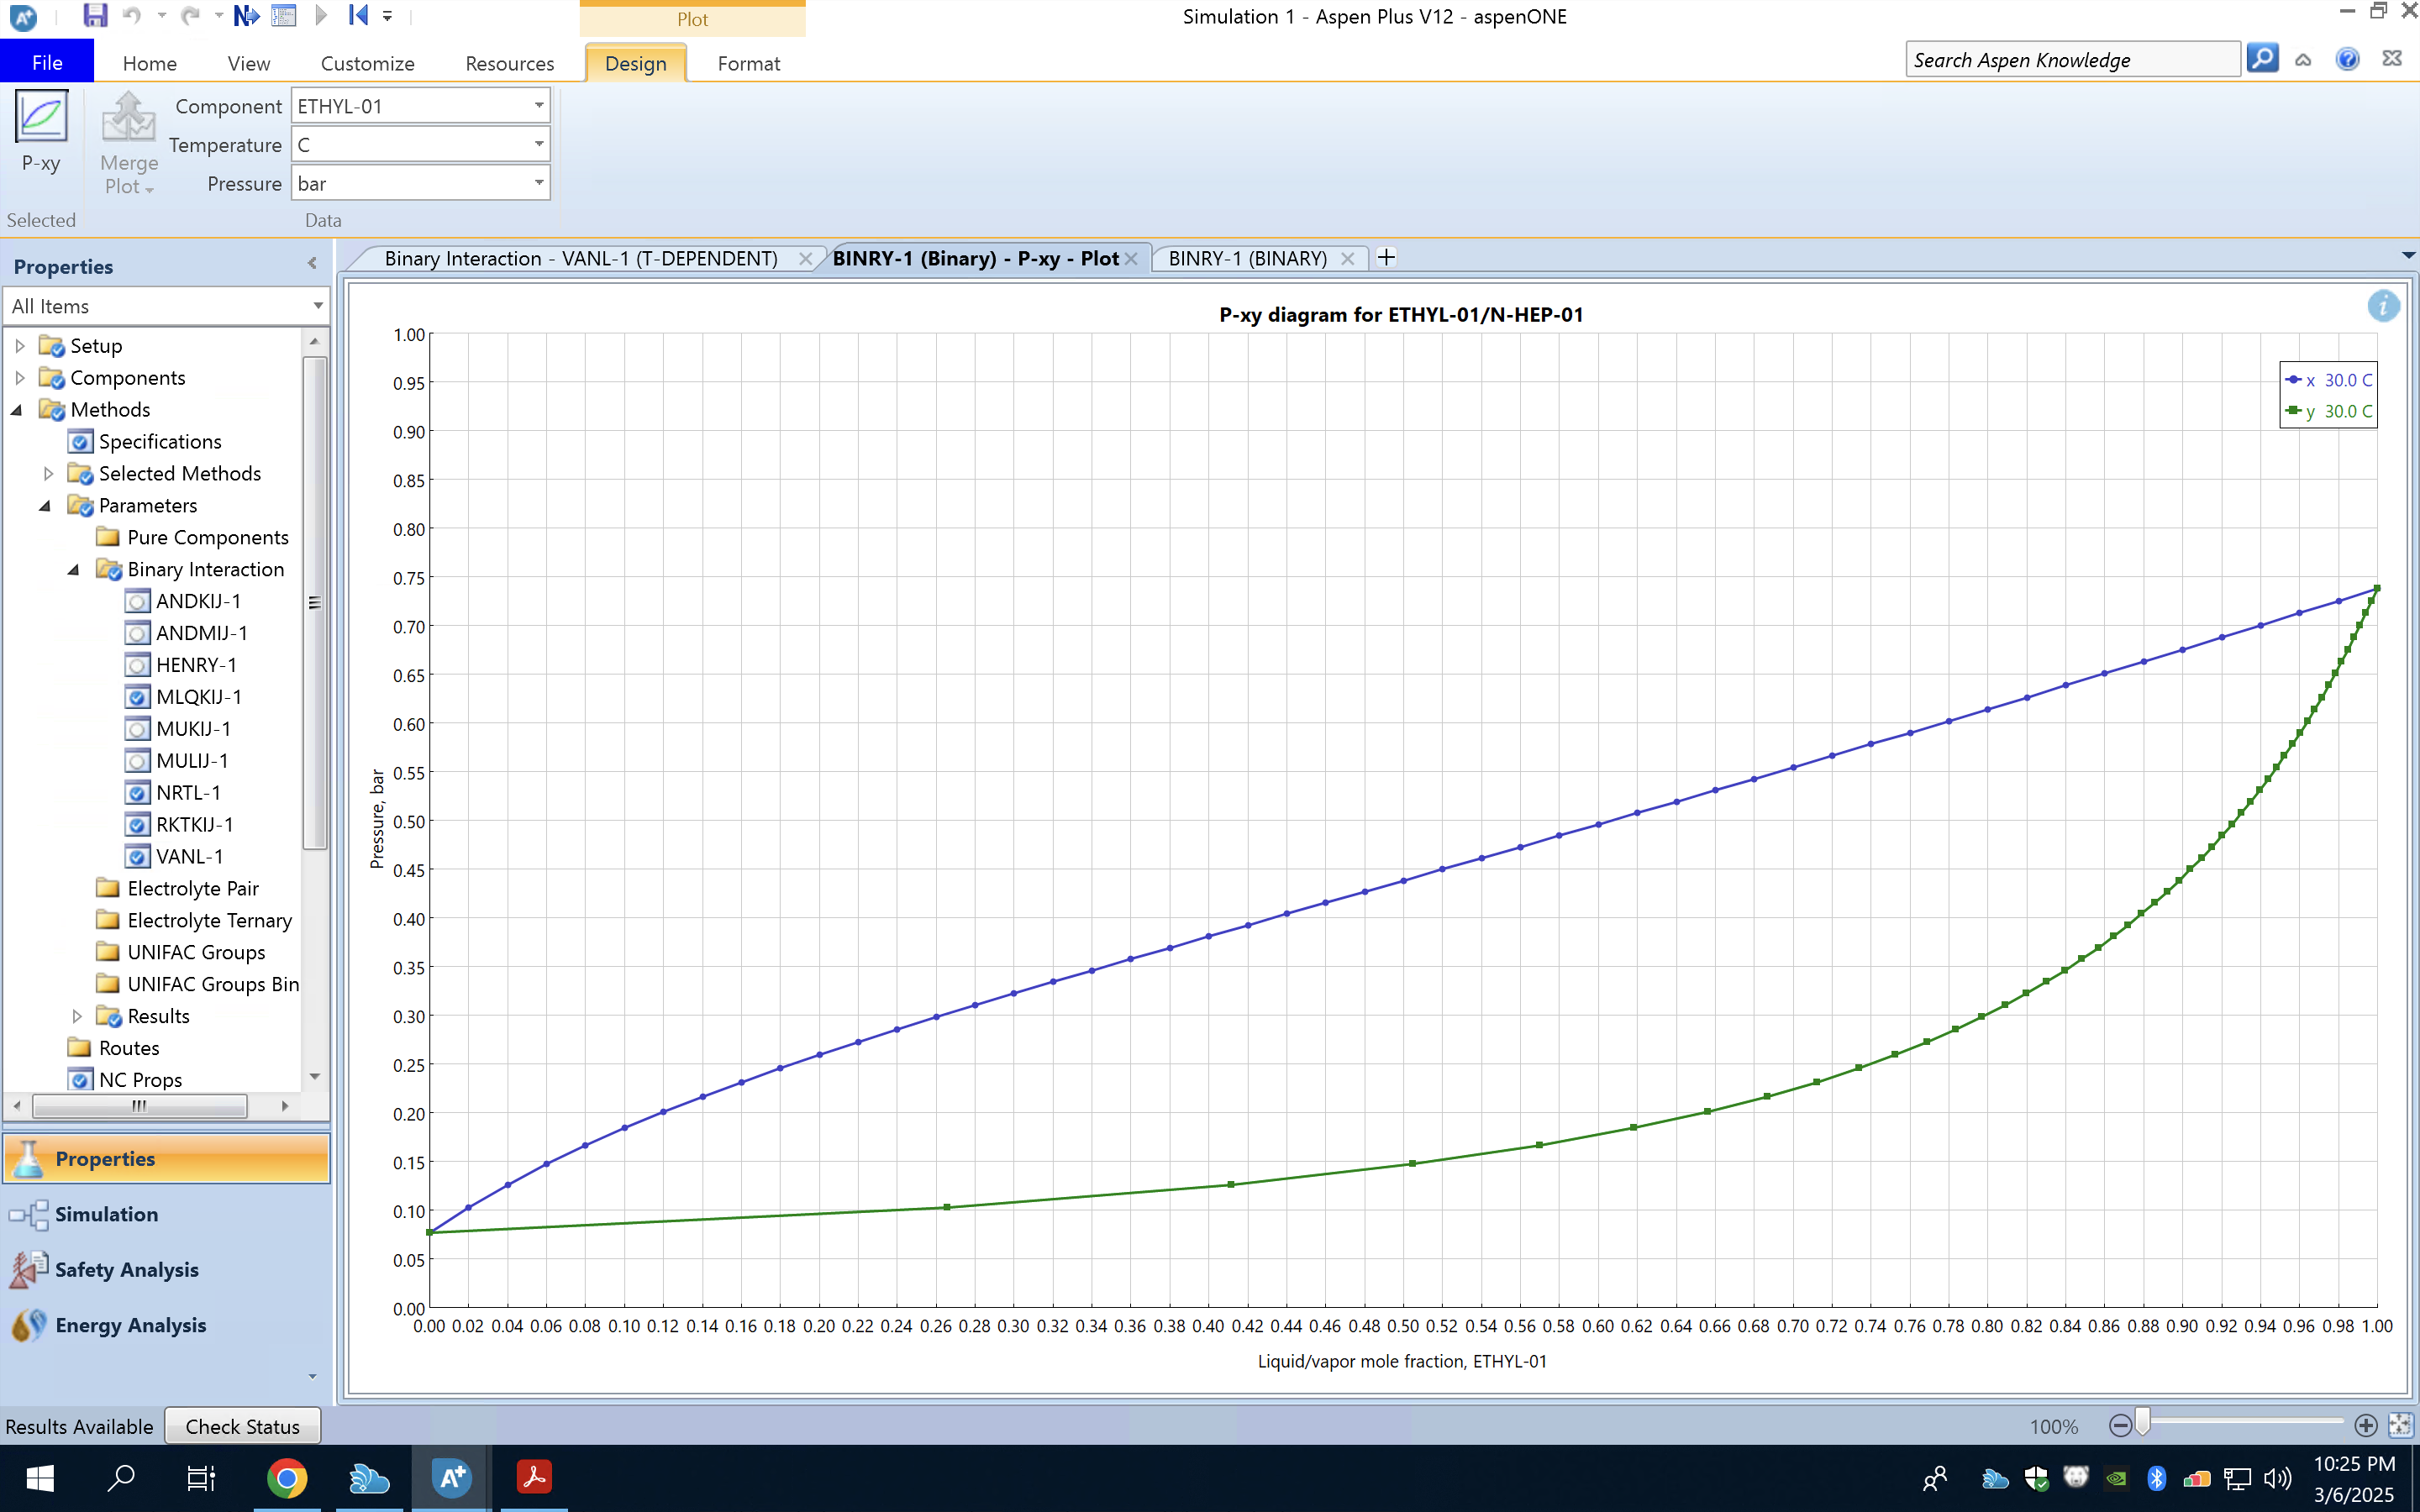 Plot
Simulation 1 - Aspen Plus V12 - aspenONE
File
Home
View
Customize
Resources
Design
Format
Search Aspen Knowledge
P-xy
Merge
Plot
Component
ETHYL-01
Temperature
C
Pressure
bar
Selected
Data
Properties
All Items
Setup
Components
Methods
Specifications
Selected Methods
Parameters
Pure Components
Binary Interaction
ANDKIJ-1
ANDMIJ-1
HENRY-1
MLQKIJ-1
MUKIJ-1
MULIJ-1
NRTL-1
RKTKIJ-1
VANL-1
Electrolyte Pair
Electrolyte Ternary
UNIFAC Groups
UNIFAC Groups Bin
Results
Routes
NC Props
Properties
Simulation
Safety Analysis
Energy Analysis
Binary Interaction - VANL-1 (T-DEPENDENT)
BINRY-1 (Binary) - P-xy - Plot
BINRY-1 (BINARY)
P-xy diagram for ETHYL-01/N-HEP-01
x 30.0 C
y 30.0 C
1.00
0.95
0.90
0.85
0.80
0.75
0.70
0.65
0.60
0.55
0.50
0.45
0.40
0.35
0.30
0.25
0.20
0.15
0.10
0.05
0.00
Pressure, bar
0.00 0.02 0.04 0.06 0.08 0.10 0.12 0.14 0.16 0.18 0.20 0.22 0.24 0.26 0.28 0.30 0.32 0.34 0.36 0.38 0.40 0.42 0.44 0.46 0.48 0.50 0.52 0.54 0.56 0.58 0.60 0.62 0.64 0.66 0.68 0.70 0.72 0.74 0.76 0.78 0.80 0.82 0.84 0.86 0.88 0.90 0.92 0.94 0.96 0.98 1.00
Liquid/vapor mole fraction, ETHYL-01
Results Available
Check Status
100%
10:25 PM
3/6/2025